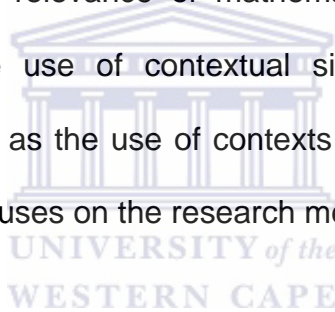 relevance of mathem
use of contextual si
as the use of contexts
uses on the research m
UNIVERSITY of the
WESTERN CAPE